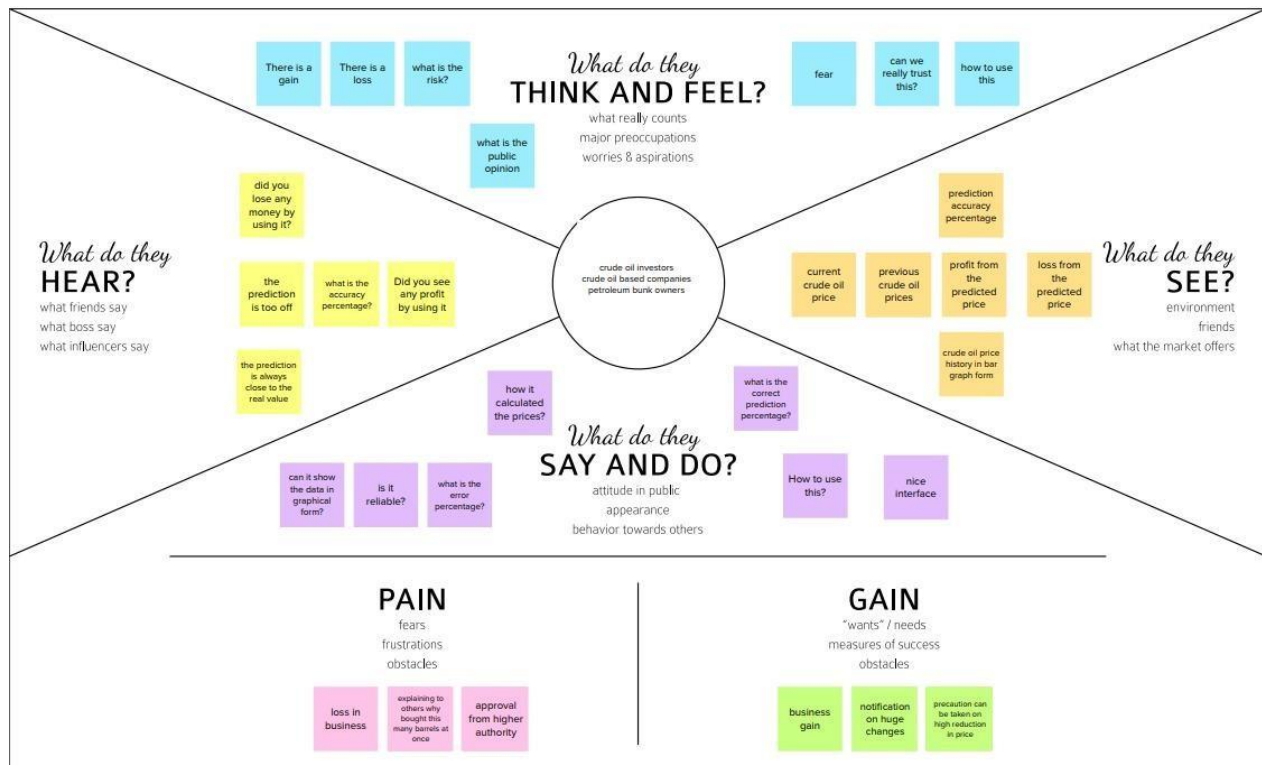 There is a
gain
There is a
loss
what is the
risk?
What do they
THINK AND FEEL?
what really counts
major preoccupations
worries & aspirations
fear
can we
really trust
this?
how to use
this
what is the
public
opinion
What do they
HEAR?
what friends say
what boss say
what influencers say
did you
lose any
money by
using it?
the
prediction
is too off
what is the
accuracy
percentage?
Did you see
any profit
by using it
the prediction
is always
close to the
real value
crude oil investors
crude oil based companies
petroleum bunk owners
prediction
accuracy
percentage
current
crude oil
price
previous
crude oil
prices
profit from
the
predicted
price
loss from
the
predicted
price
crude oil price
history in bar
graph form
What do they
SEE?
environment
friends
what the market offers
how it
calculated
the prices?
what is the
correct
prediction
percentage?
What do they
SAY AND DO?
attitude in public
appearance
behavior towards others
can it show
the data in
graphical
form?
is it
reliable?
what is the
error
percentage?
How to use
this?
nice
interface
PAIN
fears
frustrations
obstacles
loss in
business
explaining to
others why
bought this
many barrels at
once
approval
from higher
authority
GAIN
"wants" / needs
measures of success
obstacles
business
gain
notification
on huge
changes
precaution can
be taken on
high reduction
in price